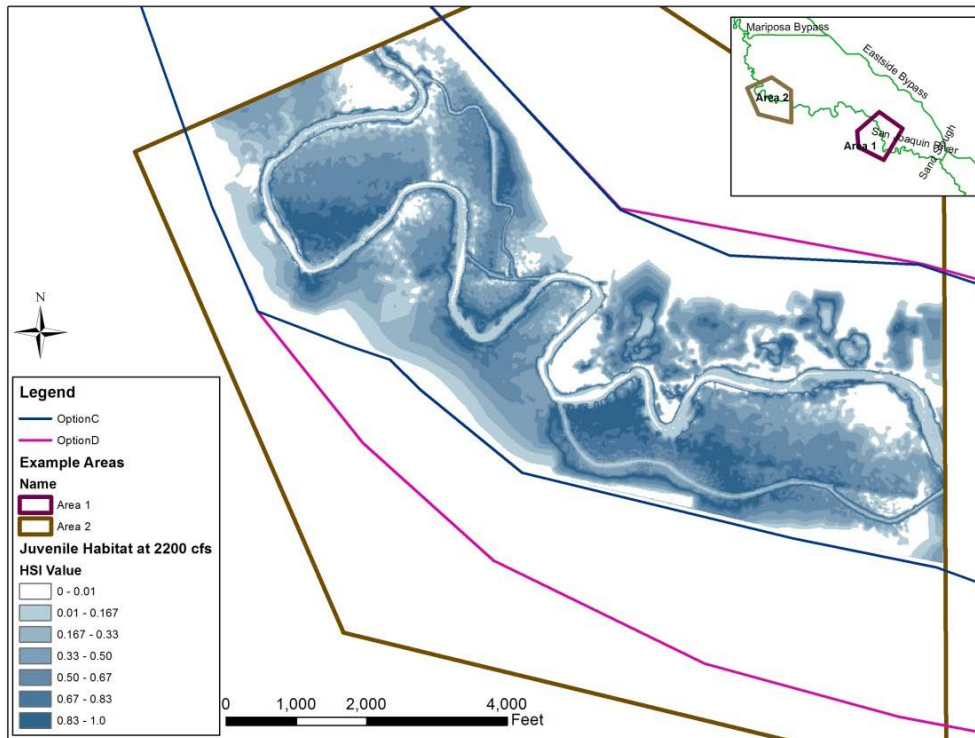 Mariposa Bypass
Eastside Bypass
Area 2
San Joaquin River
Area 1
Sand Slough
N
Legend
OptionC
OptionD
Example Areas
Name
Area 1
Area 2
Juvenile Habitat at 2200 cfs
HSI Value
0 - 0.01
0.01 - 0.167
0.167 - 0.33
0.33 - 0.50
0.50 - 0.67
0.67 - 0.83
0.83 - 1.0
0 1,000 2,000 4,000
Feet